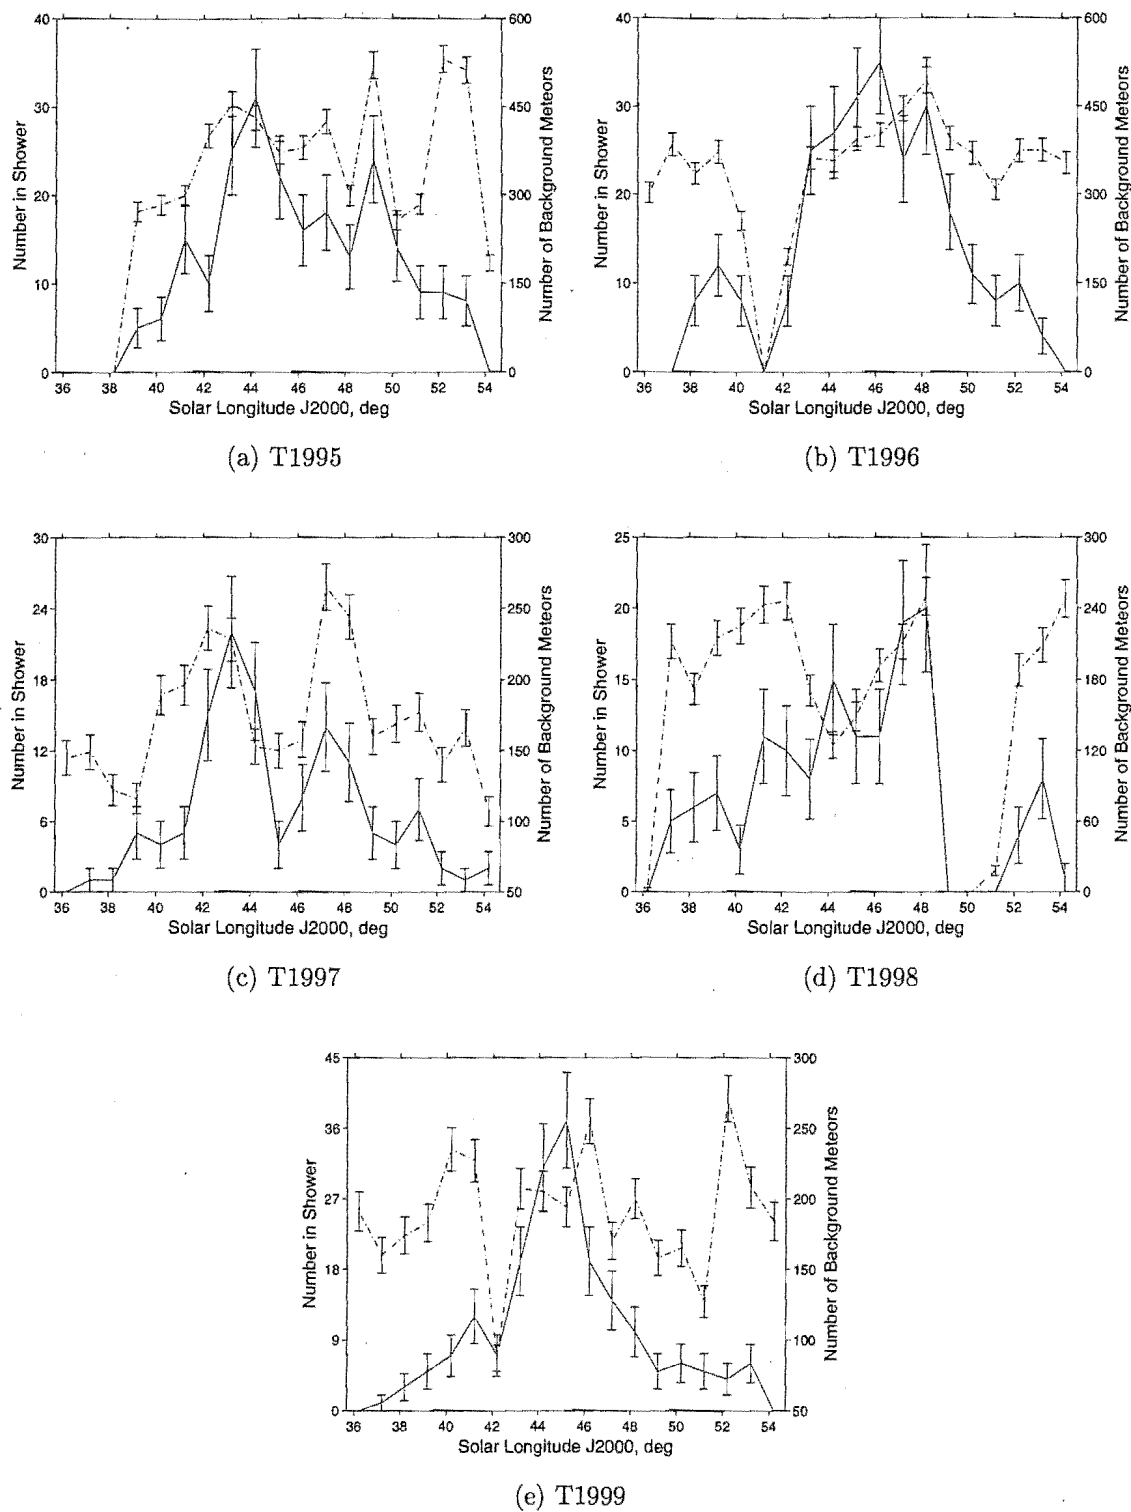 40
30
20
10
0
Number in Shower
600
450
300
150
0
Number of Background Meteors
36 38 40 42 44 46 48 50 52 54
Solar Longitude J2000, deg
(a) T1995
40
30
20
10
0
Number in Shower
600
450
300
150
0
Number of Background Meteors
36 38 40 42 44 46 48 50 52 54
Solar Longitude J2000, deg
(b) T1996
30
24
18
12
6
0
Number in Shower
300
250
200
150
100
50
Number of Background Meteors
36 38 40 42 44 46 48 50 52 54
Solar Longitude J2000, deg
(c) T1997
25
20
15
10
5
0
Number in Shower
300
240
180
120
60
0
Number of Background Meteors
36 38 40 42 44 46 48 50 52 54
Solar Longitude J2000, deg
(d) T1998
45
36
27
18
9
0
Number in Shower
300
250
200
150
100
50
Number of Background Meteors
36 38 40 42 44 46 48 50 52 54
Solar Longitude J2000, deg
(e) T1999